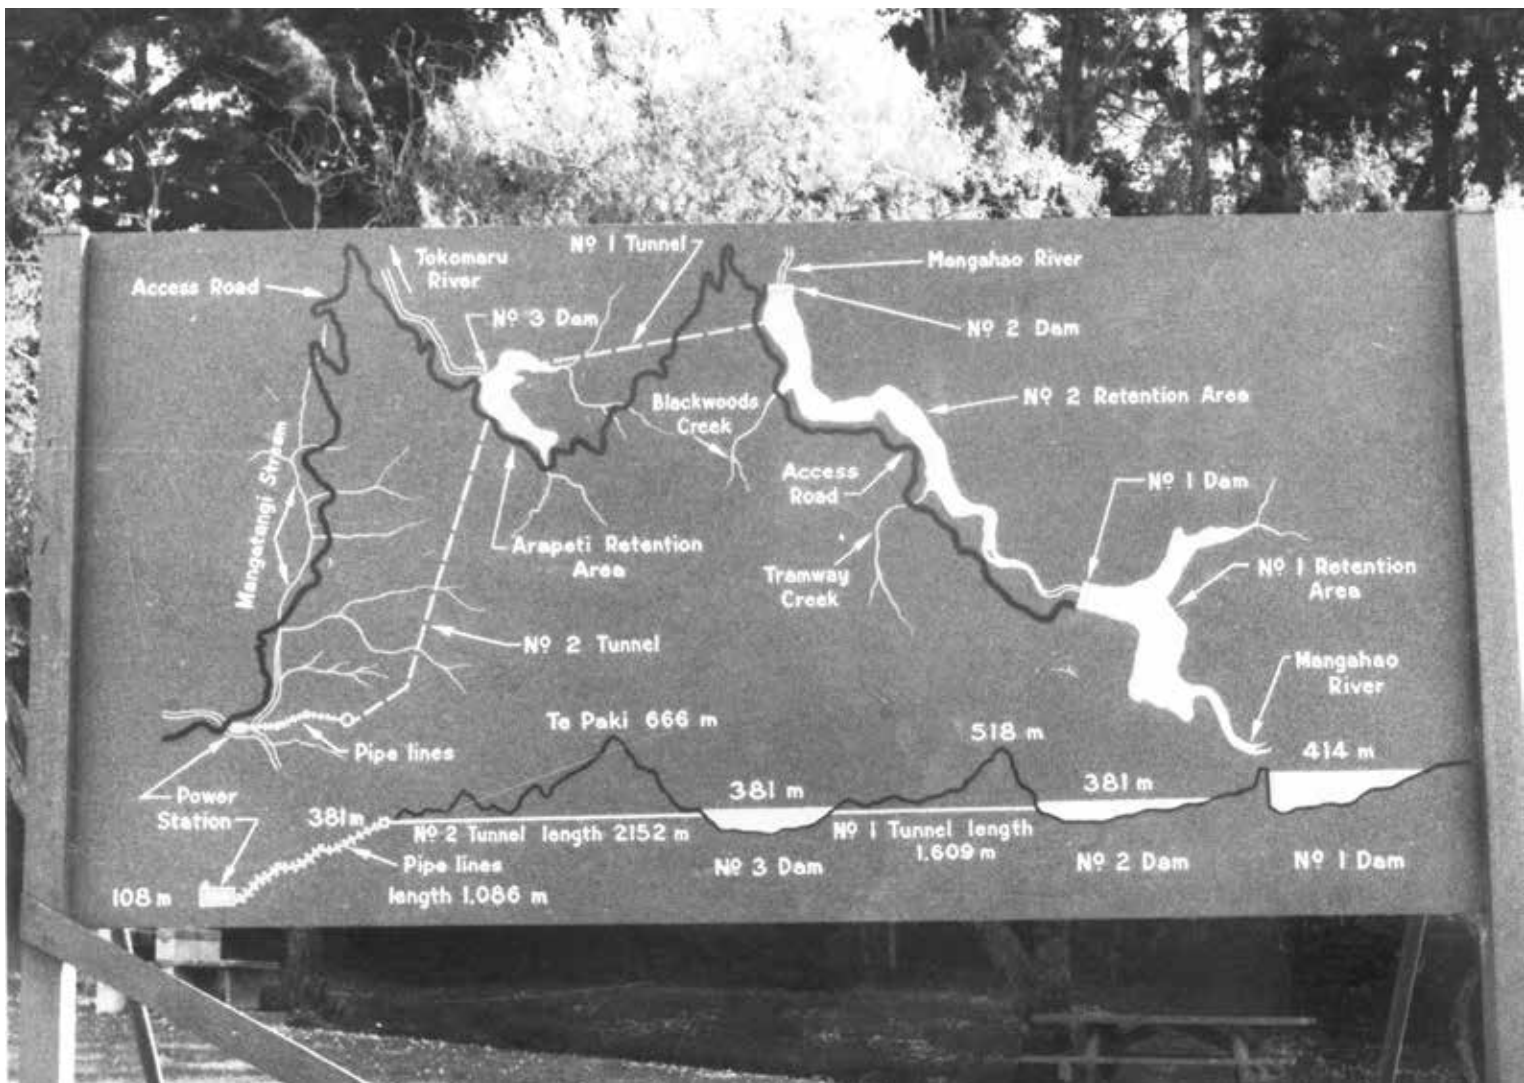 Access Road
Tokomaru
River
Nº 1 Tunnel
Mangahao River
Nº 3 Dam
Nº 2 Dam
Blackwoods
Creek
Nº 2 Retention Area
Mangatangi Stream
Access
Road
Nº 1 Dam
Arapeti Retention
Area
Tramway
Creek
Nº 1 Retention
Area
Nº 2 Tunnel
Mangahao
River
Pipe lines
Te Paki 666 m
518 m
414 m
Power
Station
381 m
381 m
381 m
Nº 2 Tunnel length 2152 m
Nº 1 Tunnel length
1.609 m
Pipe lines
length 1.086 m
Nº 3 Dam
Nº 2 Dam
Nº 1 Dam
108 m